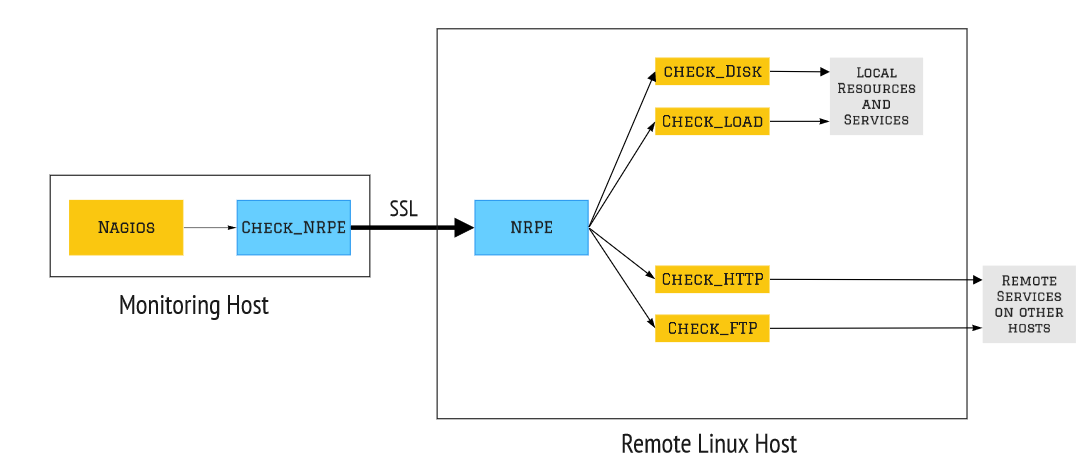 check_Disk
Local
Resources
and
Services
Check_load
SSL
Nagios
Check_NRPE
NRPE
Check_HTTP
Remote
Services
on other
hosts
Check_FTP
Monitoring Host
Remote Linux Host